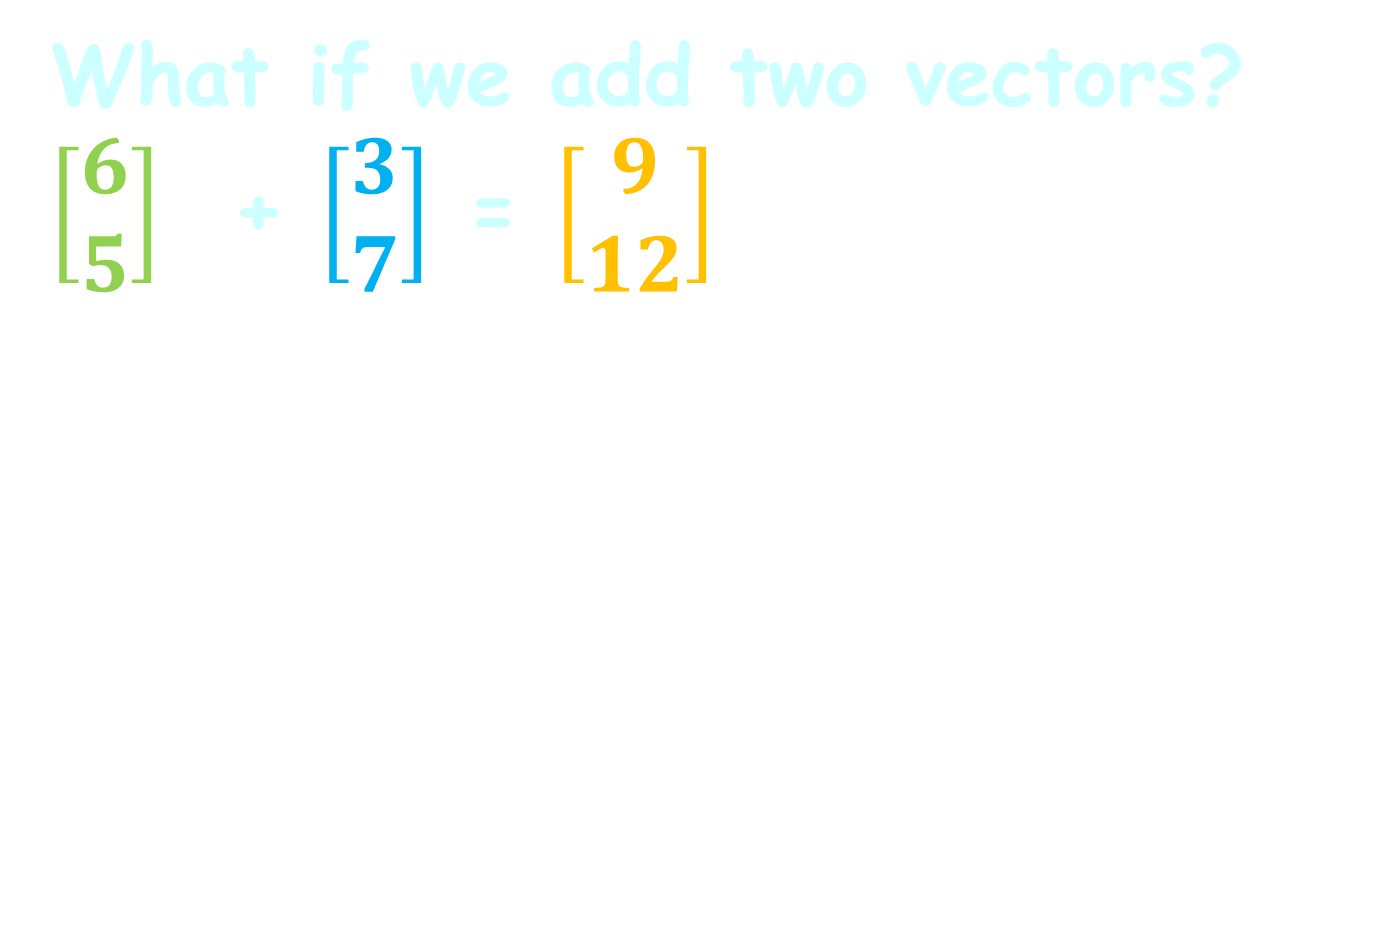 What if we add two vectors?
[6 5] + [3 7] = [9 12]